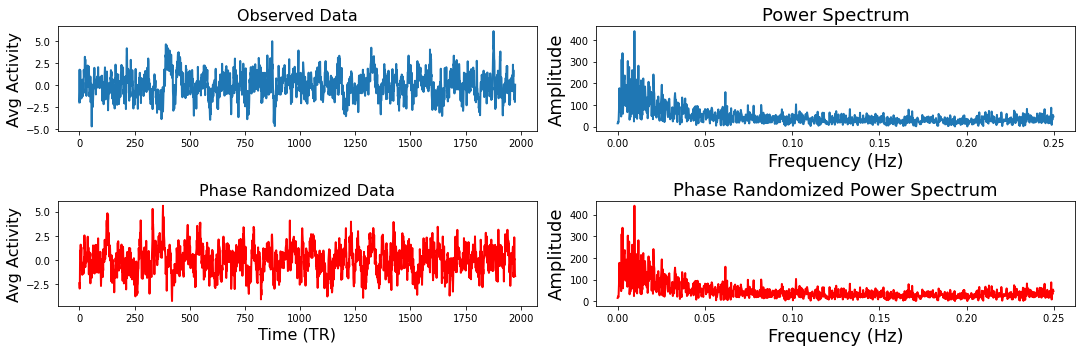 Observed Data
Avg Activity
5.0
2.5
0.0
−2.5
−5.0
0 250 500 750 1000 1250 1500 1750 2000
Power Spectrum
Amplitude
400
300
200
100
0
0.00 0.05 0.10 0.15 0.20 0.25
Frequency (Hz)
Phase Randomized Data
Avg Activity
5.0
2.5
0.0
−2.5
0 250 500 750 1000 1250 1500 1750 2000
Time (TR)
Phase Randomized Power Spectrum
Amplitude
400
300
200
100
0
0.00 0.05 0.10 0.15 0.20 0.25
Frequency (Hz)